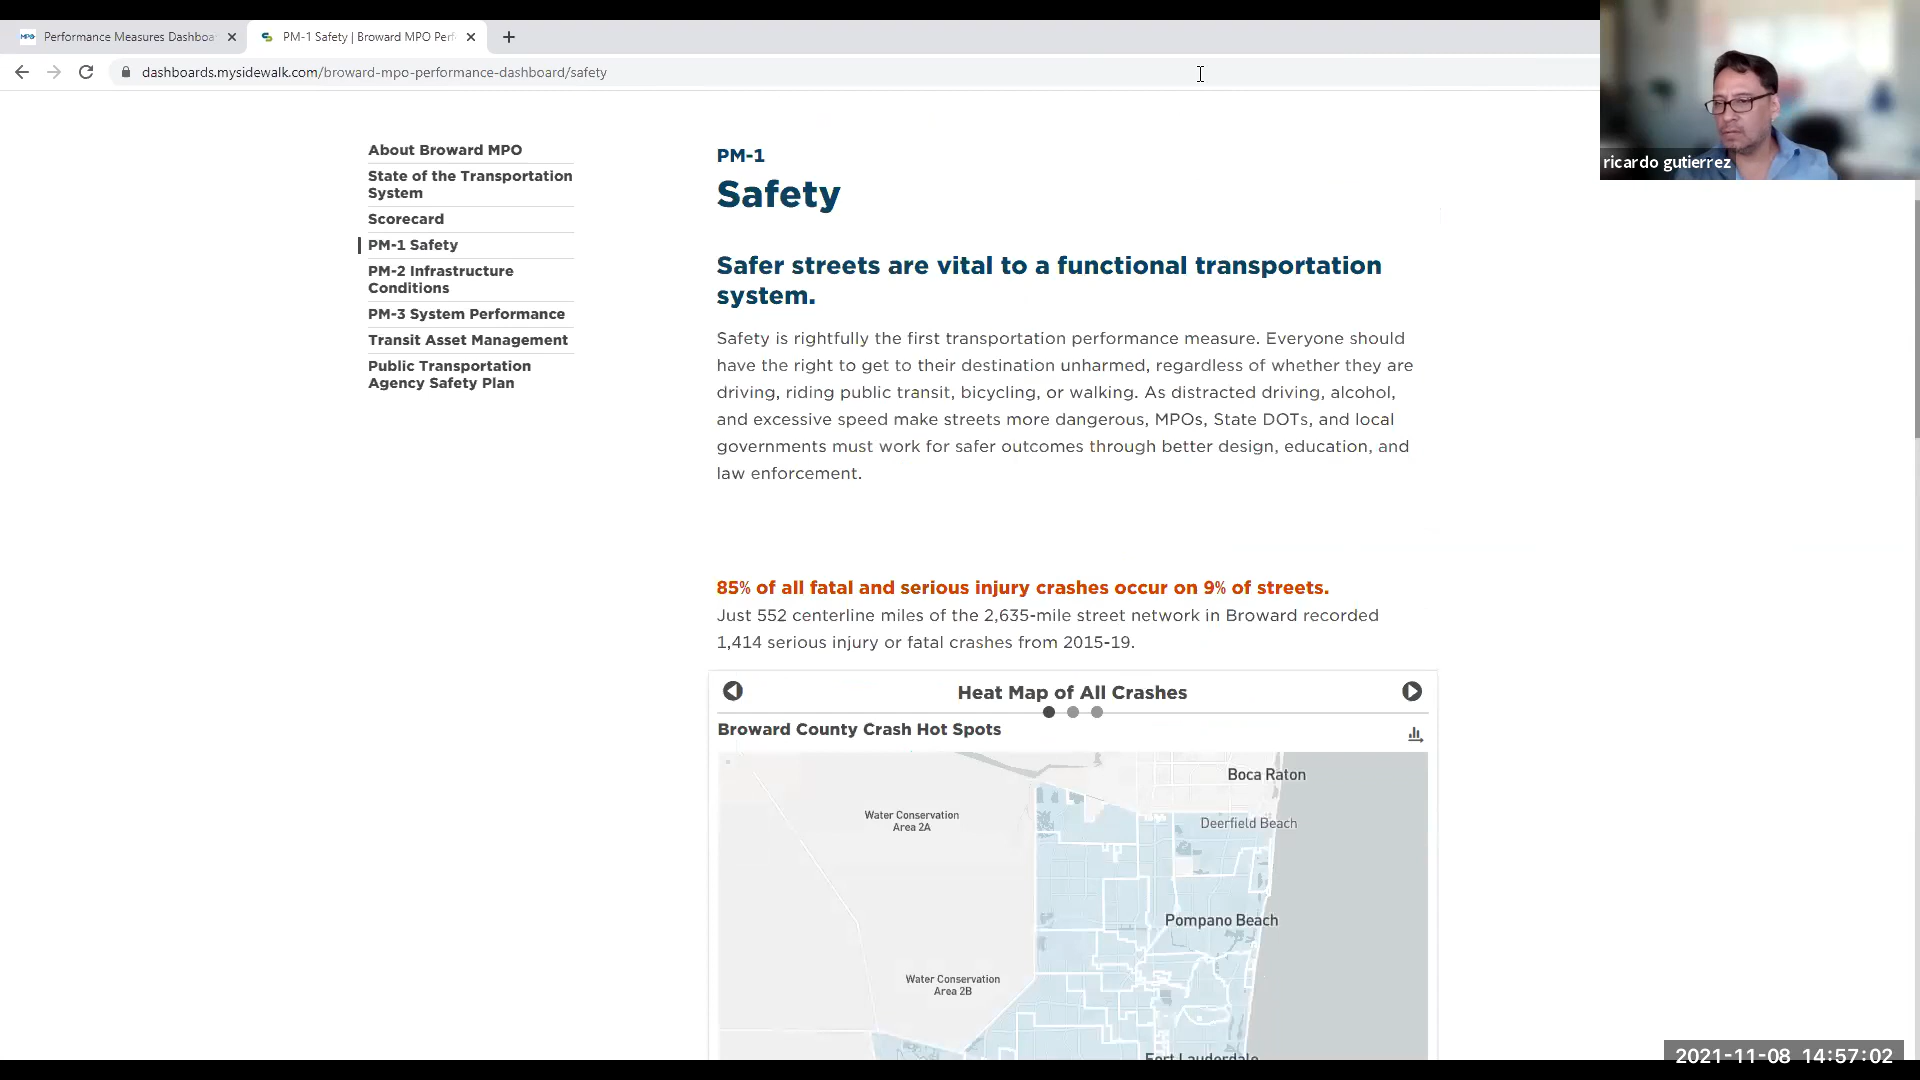 Performance Measures Dashboa
PM-1 Safety | Broward MPO Perf
dashboards.mysidewalk.com/broward-mpo-performance-dashboard/safety
ricardo gutierrez
About Broward MPO
State of the Transportation
System
Scorecard
PM-1 Safety
PM-2 Infrastructure
Conditions
PM-3 System Performance
Transit Asset Management
Public Transportation
Agency Safety Plan
PM-1
Safety
Safer streets are vital to a functional transportation
system.
Safety is rightfully the first transportation performance measure. Everyone should
have the right to get to their destination unharmed, regardless of whether they are
driving, riding public transit, bicycling, or walking. As distracted driving, alcohol,
and excessive speed make streets more dangerous, MPOs, State DOTs, and local
governments must work for safer outcomes through better design, education, and
law enforcement.
85% of all fatal and serious injury crashes occur on 9% of streets.
Just 552 centerline miles of the 2,635-mile street network in Broward recorded
1,414 serious injury or fatal crashes from 2015-19.
Heat Map of All Crashes
Broward County Crash Hot Spots
Boca Raton
Water Conservation
Area 2A
Deerfield Beach
Pompano Beach
Water Conservation
Area 2B
Fort Lauderdale
2021-11-08 14:57:02